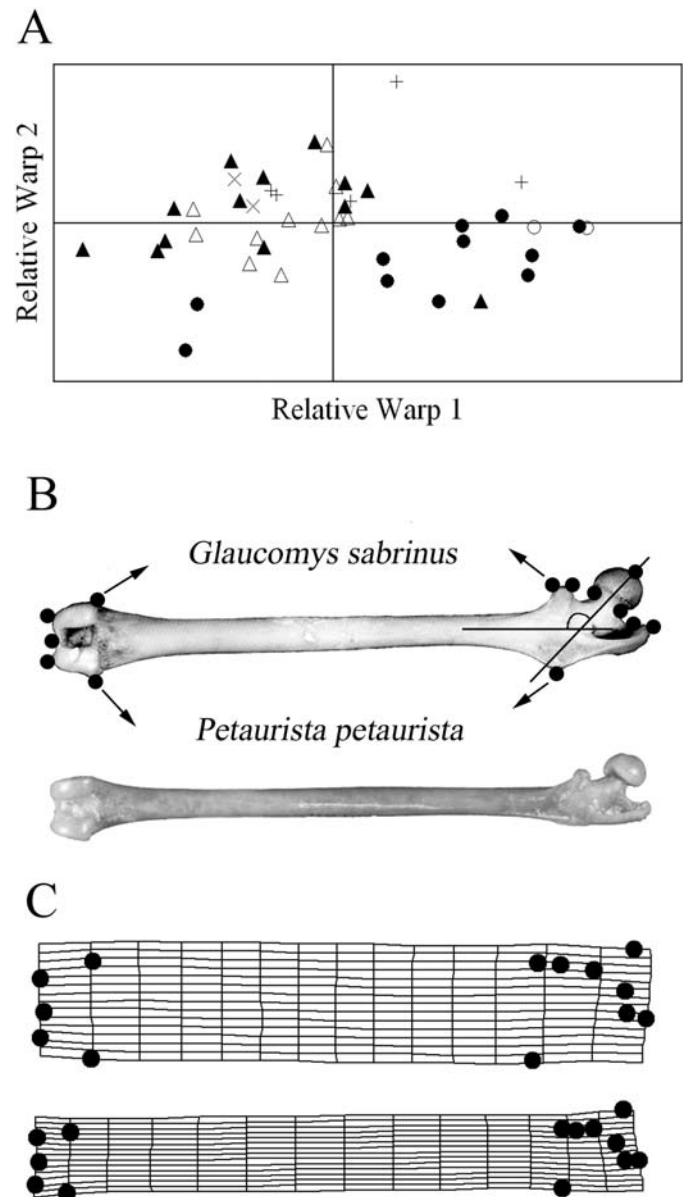 A
Relative Warp 2
Relative Warp 1
B
Glaucomys sabrinus
Petaurista petaurista
C